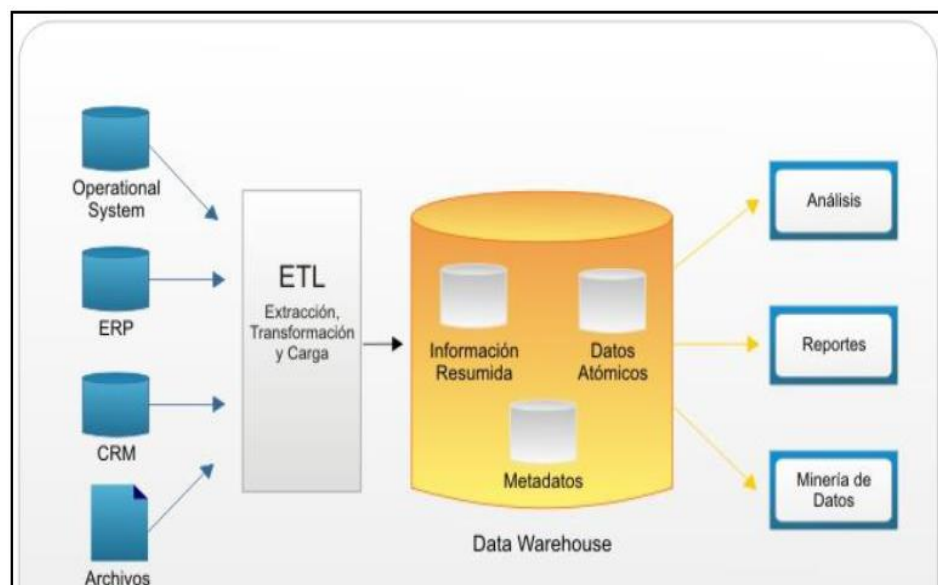 Operational
System
ERP
CRM
Archivos
ETL
Extracción,
Transformación
y Carga
Información
Resumida
Datos
Atómicos
Metadatos
Data Warehouse
Análisis
Reportes
Minería de
Datos